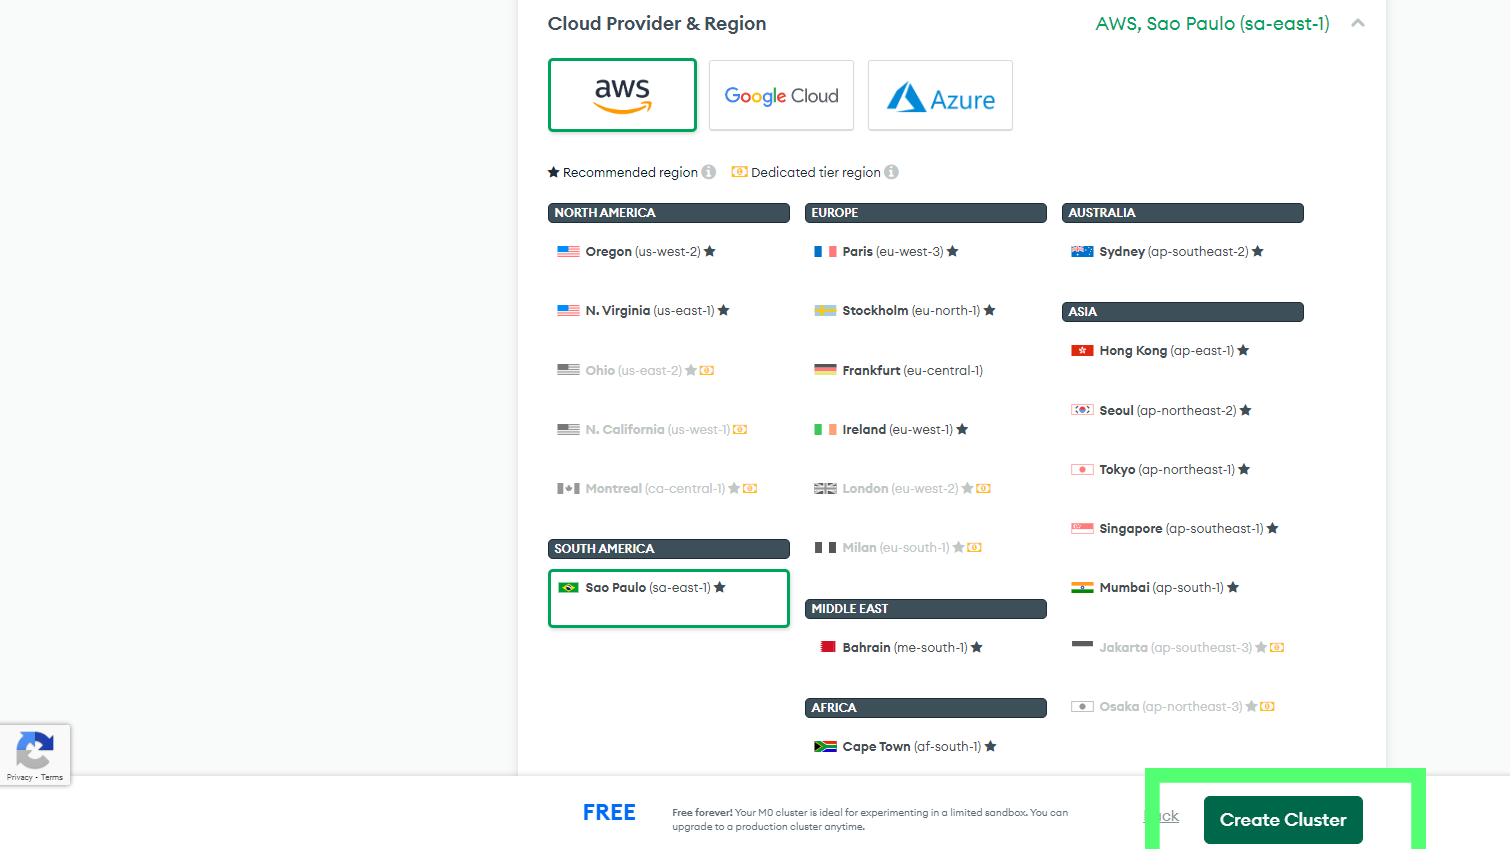 Cloud Provider & Region
AWS, Sao Paulo (sa-east-1)
aws
Google Cloud
Azure
Recommended region
Dedicated tier region
NORTH AMERICA
Oregon (us-west-2)
N. Virginia (us-east-1)
Ohio (us-east-2)
N. California (us-west-1)
Montreal (ca-central-1)
SOUTH AMERICA
Sao Paulo (sa-east-1)
EUROPE
Paris (eu-west-3)
Stockholm (eu-north-1)
Frankfurt (eu-central-1)
Ireland (eu-west-1)
London (eu-west-2)
Milan (eu-south-1)
MIDDLE EAST
Bahrain (me-south-1)
AFRICA
Cape Town (af-south-1)
AUSTRALIA
Sydney (ap-southeast-2)
ASIA
Hong Kong (ap-east-1)
Seoul (ap-northeast-2)
Tokyo (ap-northeast-1)
Singapore (ap-southeast-1)
Mumbai (ap-south-1)
Jakarta (ap-southeast-3)
Osaka (ap-northeast-3)
Privacy - Terms
FREE
Free forever! Your M0 cluster is ideal for experimenting in a limited sandbox. You can
upgrade to a production cluster anytime.
Create Cluster